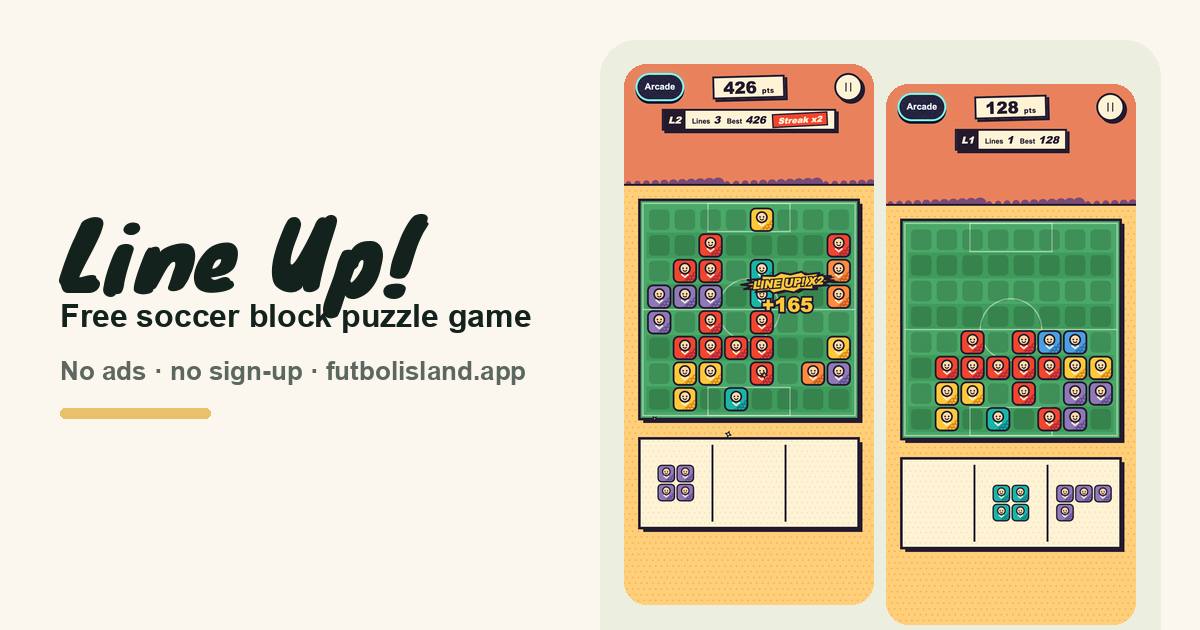 Line Up!
Free soccer block puzzle game
No ads · no sign-up · futbolisland.app
Arcade
426 pts
L2 Lines 3 Best 426 Streak x2
LINE UP! X2
+165
Arcade
128 pts
L1 Lines 1 Best 128